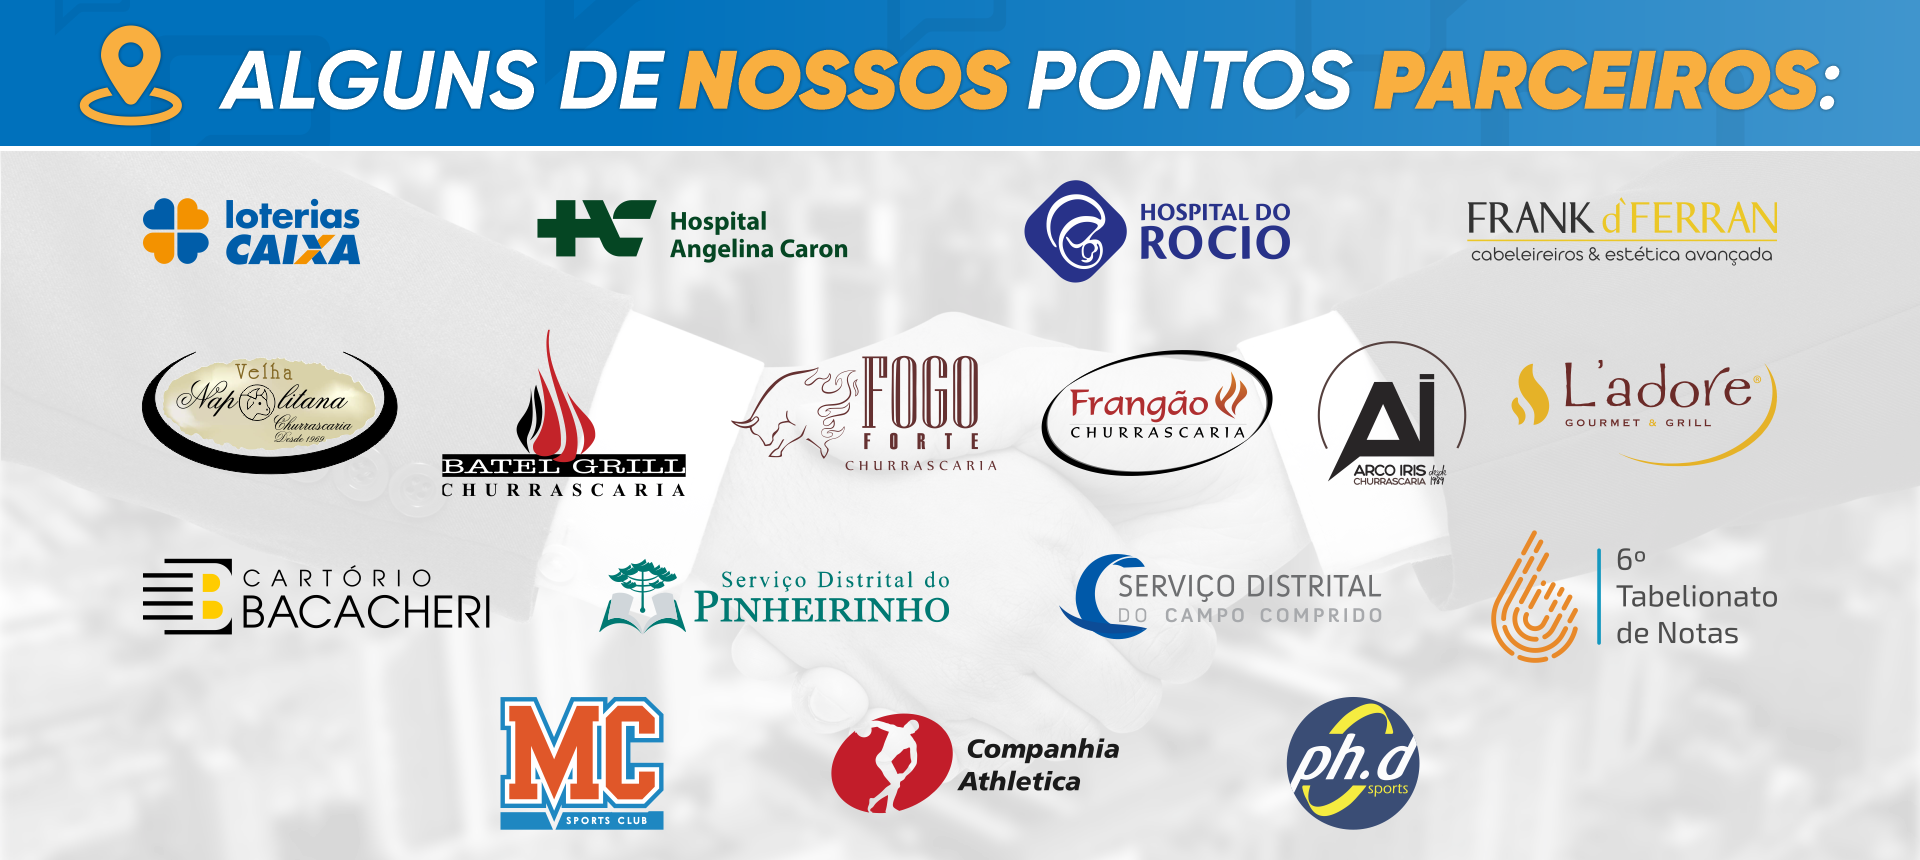 ALGUNS DE NOSSOS PONTOS PARCEIROS:
loterias
CAIXA
Hospital
Angelina Caron
HOSPITAL DO
ROCIO
FRANK d'FERRAN
cabeleireiros & estética avançada
Velha
Napolitana
Churrascaria
Desde 1969
BATEL GRILL
CHURRASCARIA
FOGO
FORTE
CHURRASCARIA
Frangão
CHURRASCARIA
Ai
ARCO IRIS desde
CHURRASCARIA 1989
L'adore®
GOURMET & GRILL
B
CARTÓRIO
BACACHERI
Serviço Distrital do
PINHEIRINHO
SERVIÇO DISTRITAL
DO CAMPO COMPRIDO
6º
Tabelionato
de Notas
MC
SPORTS CLUB
Companhia
Athletica
ph.d
sports